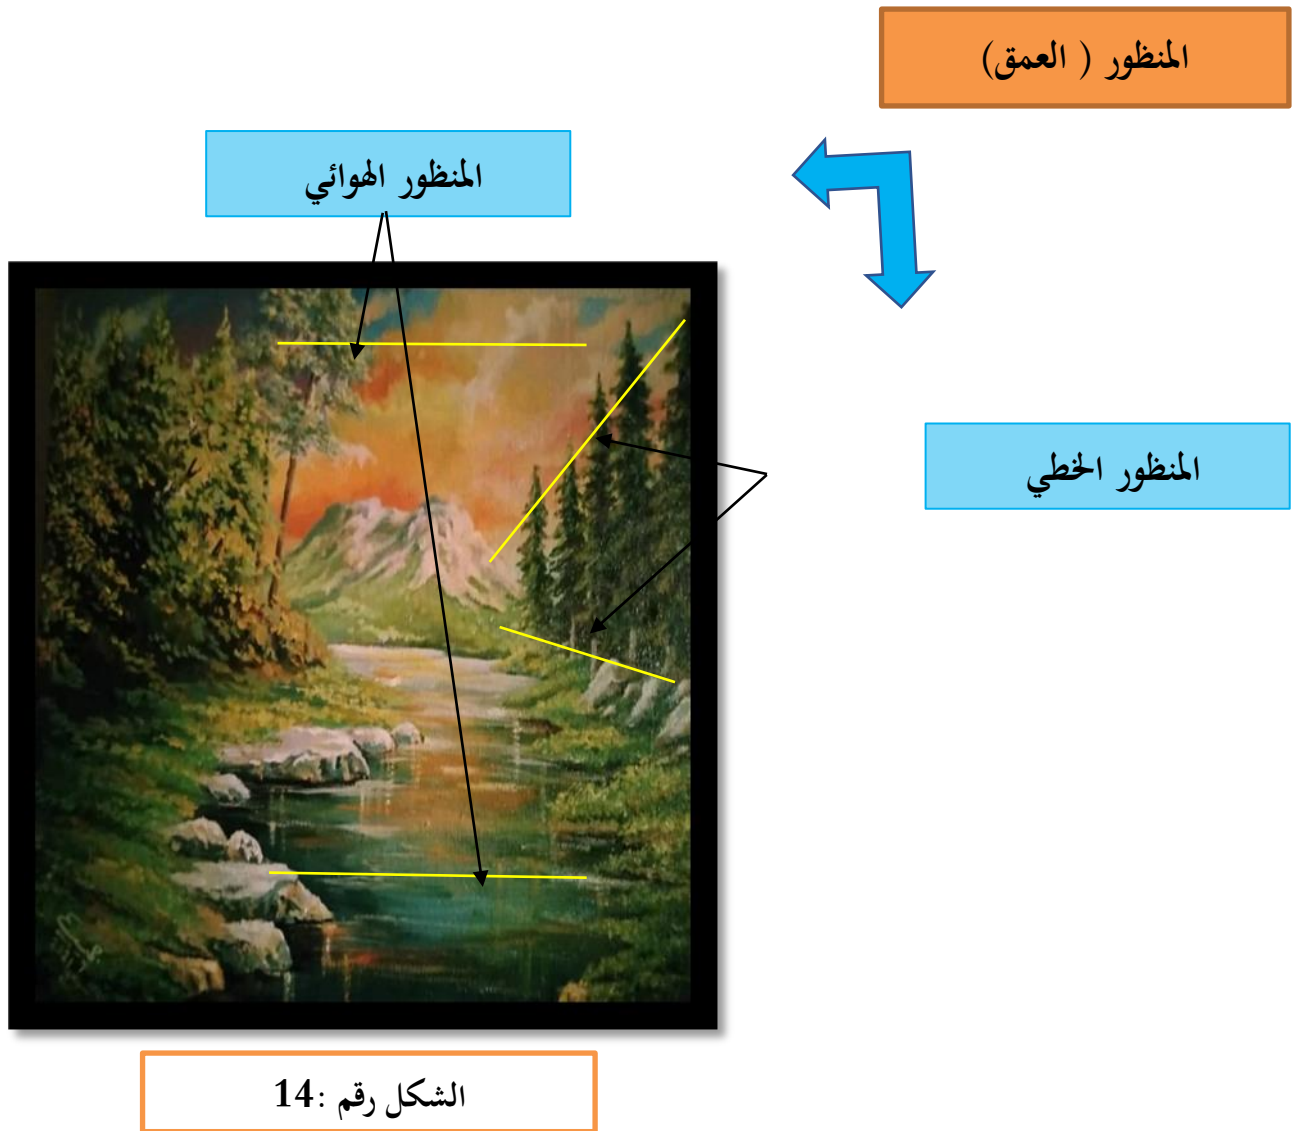 المنظور ( العمق)
المنظور الهوائي
المنظور الخطي
الشكل رقم :14